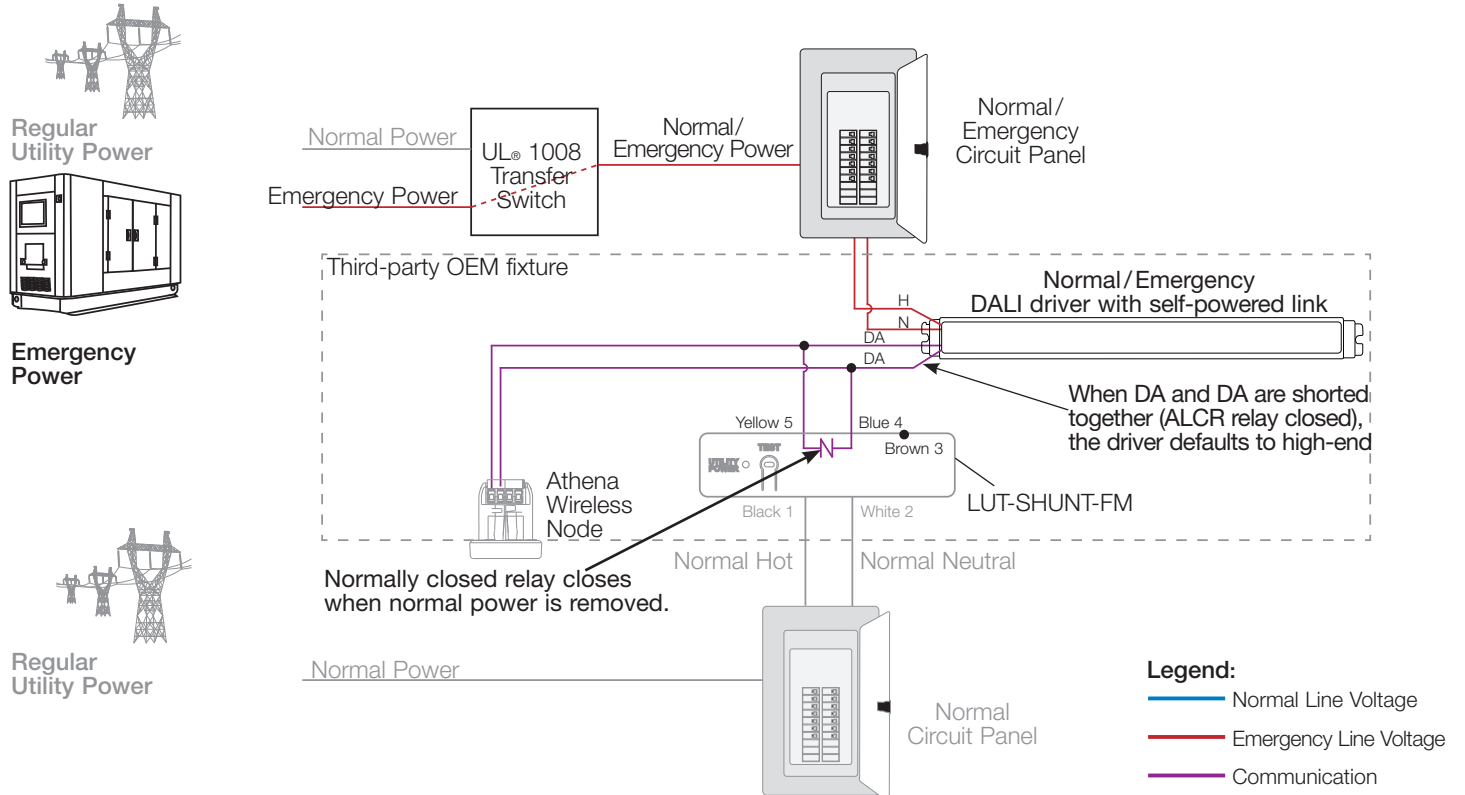 Regular
Utility Power
Emergency
Power
Normal Power
Emergency Power
UL® 1008
Transfer
Switch
Normal/
Emergency Power
Normal/
Emergency
Circuit Panel
Third-party OEM fixture
Normal/Emergency
DALI driver with self-powered link
H
N
DA
DA
When DA and DA are shorted
together (ALCR relay closed),
the driver defaults to high-end
Yellow 5
Blue 4
Brown 3
TEST
UTILITY
POWER
Black 1
White 2
LUT-SHUNT-FM
Athena
Wireless
Node
Normal Hot
Normal Neutral
Normally closed relay closes
when normal power is removed.
Regular
Utility Power
Normal Power
Normal
Circuit Panel
Legend:
Normal Line Voltage
Emergency Line Voltage
Communication